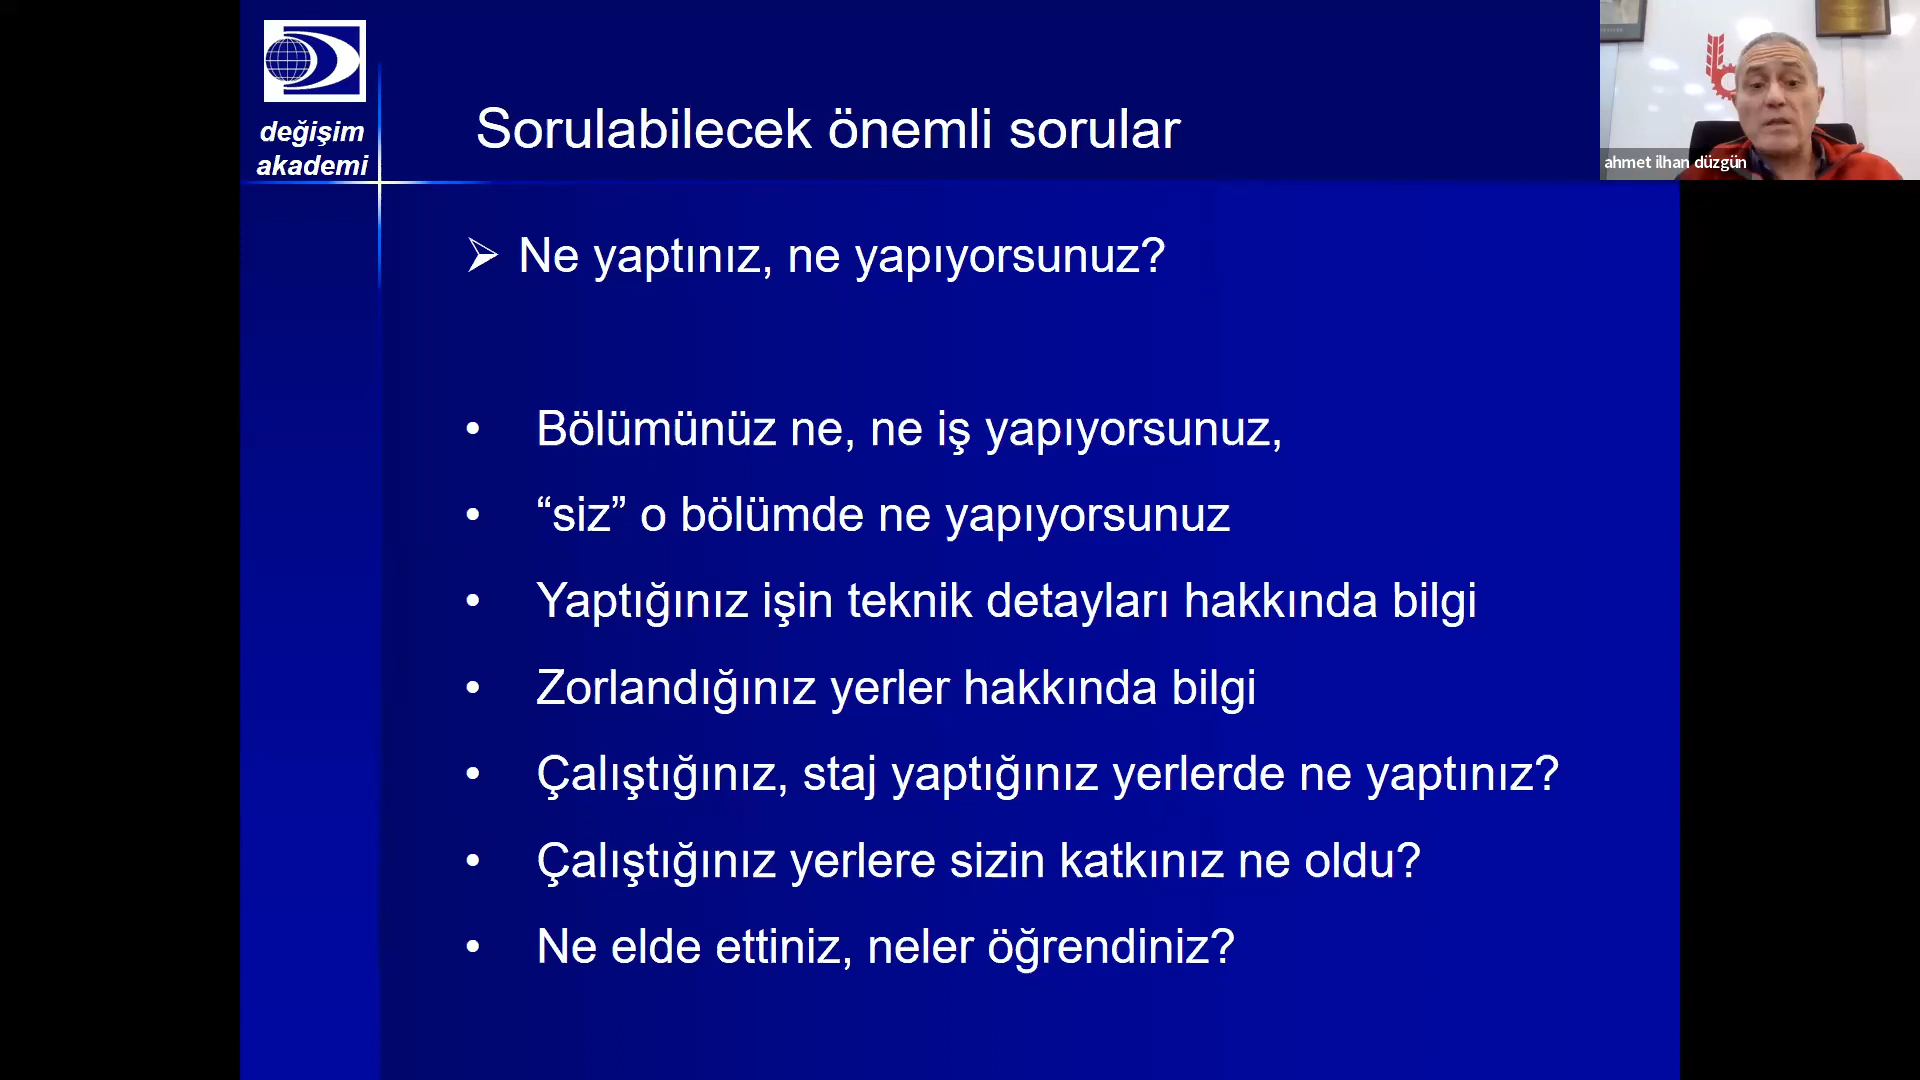 değişim
akademi
Sorulabilecek önemli sorular
ahmet ilhan düzgün
Ne yaptınız, ne yapıyorsunuz?
Bölümünüz ne, ne iş yapıyorsunuz,
“siz” o bölümde ne yapıyorsunuz
Yaptığınız işin teknik detayları hakkında bilgi
Zorlandığınız yerler hakkında bilgi
Çalıştığınız, staj yaptığınız yerlerde ne yaptınız?
Çalıştığınız yerlere sizin katkınız ne oldu?
Ne elde ettiniz, neler öğrendiniz?